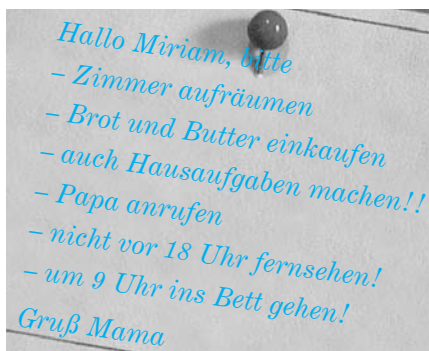 Hallo Miriam, bitte
– Zimmer aufräumen
– Brot und Butter einkaufen
– auch Hausaufgaben machen!!
– Papa anrufen
– nicht vor 18 Uhr fernsehen!
– um 9 Uhr ins Bett gehen!
Gruß Mama